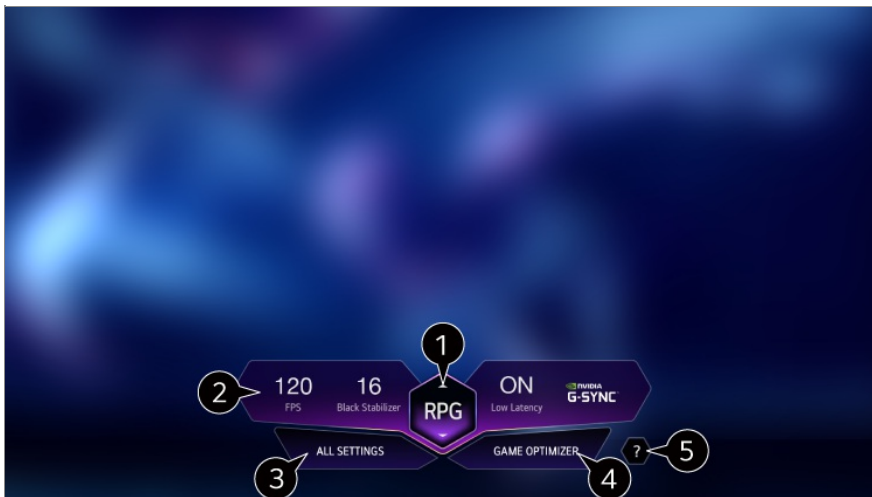 1
2
120
FPS
16
Black Stabilizer
RPG
ON
Low Latency
NVIDIA
G-SYNC
3
ALL SETTINGS
GAME OPTIMIZER
4
?
5